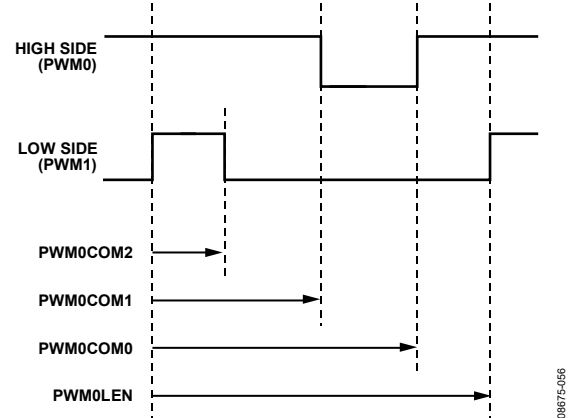 HIGH SIDE
(PWM0)
LOW SIDE
(PWM1)
PWM0COM2
PWM0COM1
PWM0COM0
PWM0LEN
08675-056